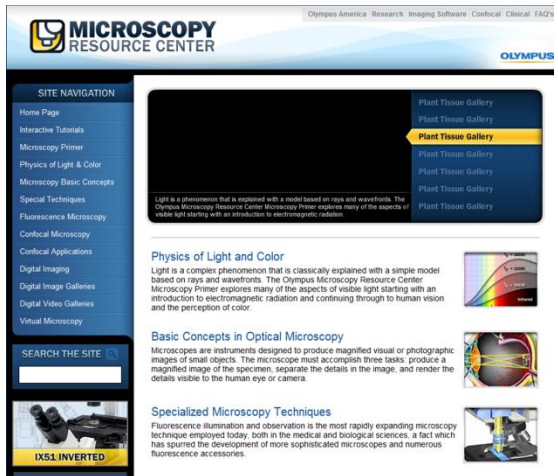 Olympus America Research Imaging Software Confocal Clinical FAQ's
MICROSCOPY
RESOURCE CENTER
OLYMPUS
SITE NAVIGATION
Home Page
Interactive Tutorials
Microscopy Primer
Physics of Light & Color
Microscopy Basic Concepts
Special Techniques
Fluorescence Microscopy
Confocal Microscopy
Confocal Applications
Digital Imaging
Digital Image Galleries
Digital Video Galleries
Virtual Microscopy
SEARCH THE SITE
IX51 INVERTED
Plant Tissue Gallery
Plant Tissue Gallery
Plant Tissue Gallery
Plant Tissue Gallery
Plant Tissue Gallery
Plant Tissue Gallery
Plant Tissue Gallery
Light is a phenomenon that is explained with a model based on rays and wavefronts. The
Olympus Microscopy Resource Center Microscopy Primer explores many of the aspects of
visible light starting with an introduction to electromagnetic radiation.
Physics of Light and Color
Light is a complex phenomenon that is classically explained with a simple model
based on rays and wavefronts. The Olympus Microscopy Resource Center
Microscopy Primer explores many of the aspects of visible light starting with an
introduction to electromagnetic radiation and continuing through to human vision
and the perception of color.
Basic Concepts in Optical Microscopy
Microscopes are instruments designed to produce magnified visual or photographic
images of small objects. The microscope must accomplish three tasks: produce a
magnified image of the specimen, separate the details in the image, and render the
details visible to the human eye or camera.
Specialized Microscopy Techniques
Fluorescence illumination and observation is the most rapidly expanding microscopy
technique employed today, both in the medical and biological sciences, a fact which
has spurred the development of more sophisticated microscopes and numerous
fluorescence accessories.